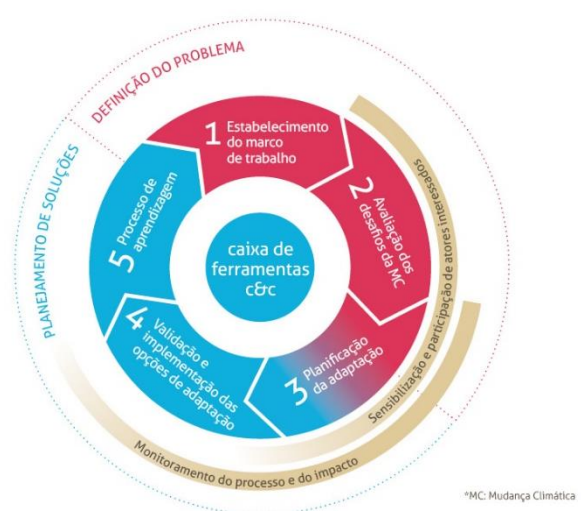 DEFINIÇÃO DO PROBLEMA
PLANEJAMENTO DE SOLUÇÕES
1 Estabelecimento
do marco
de trabalho
2 Avaliação dos
desafios da MC
3 Planificação
da adaptação
4 Validação e
implementação das
opções de adaptação
5 Processo de
aprendizagem
caixa de
ferramentas
c&c
Sensibilização e participação de atores interessados
Monitoramento do processo e do impacto
*MC: Mudança Climática